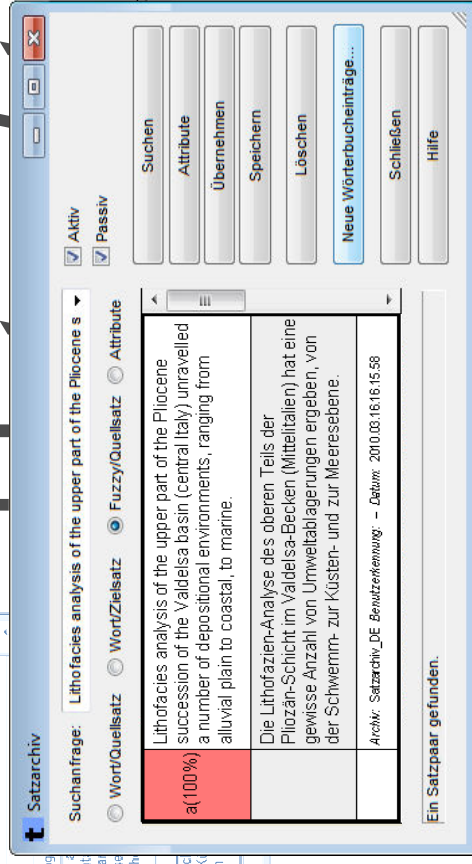 t Satzarchiv
Suchanfrage: Lithofacies analysis of the upper part of the Pliocene s
Aktiv
Passiv
Wort/Quellsatz Wort/Zielsatz Fuzzy/Quellsatz Attribute
a(100%)
Lithofacies analysis of the upper part of the Pliocene
succession of the Valdelsa basin (central Italy) unravelled
a number of depositional environments, ranging from
alluvial plain to coastal, to marine.
Die Lithofazien-Analyse des oberen Teils der
Pliozän-Schicht im Valdelsa-Becken (Mittelitalien) hat eine
gewisse Anzahl von Umweltablagerungen ergeben, von
der Schwemm- zur Küsten- und zur Meeresebene.
Archiv: Satzarchiv_DE Benutzerkennung: – Datum: 2010.03.16.16.15.58
Ein Satzpaar gefunden.
Suchen
Attribute
Übernehmen
Speichern
Löschen
Neue Wörterbucheinträge...
Schließen
Hilfe